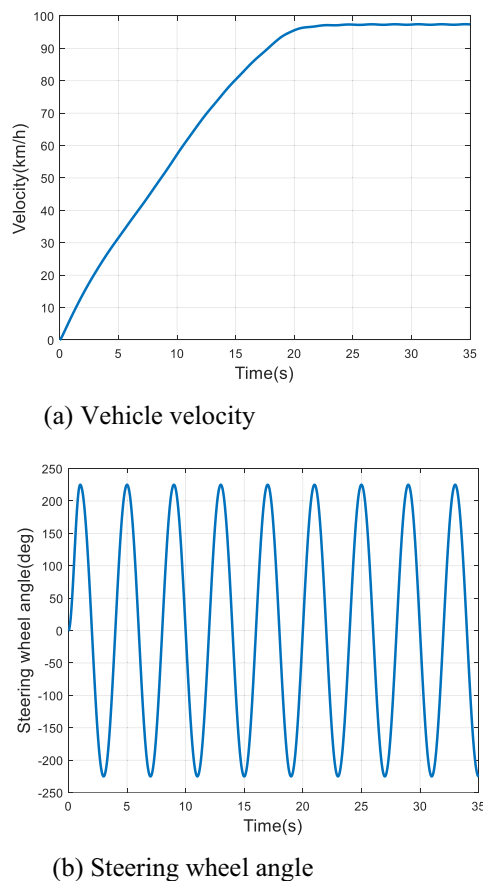 100
90
80
70
60
50
40
30
20
10
0
Velocity(km/h)
0 5 10 15 20 25 30 35
Time(s)
(a) Vehicle velocity
250
200
150
100
50
0
-50
-100
-150
-200
-250
Steering wheel angle(deg)
0 5 10 15 20 25 30 35
Time(s)
(b) Steering wheel angle